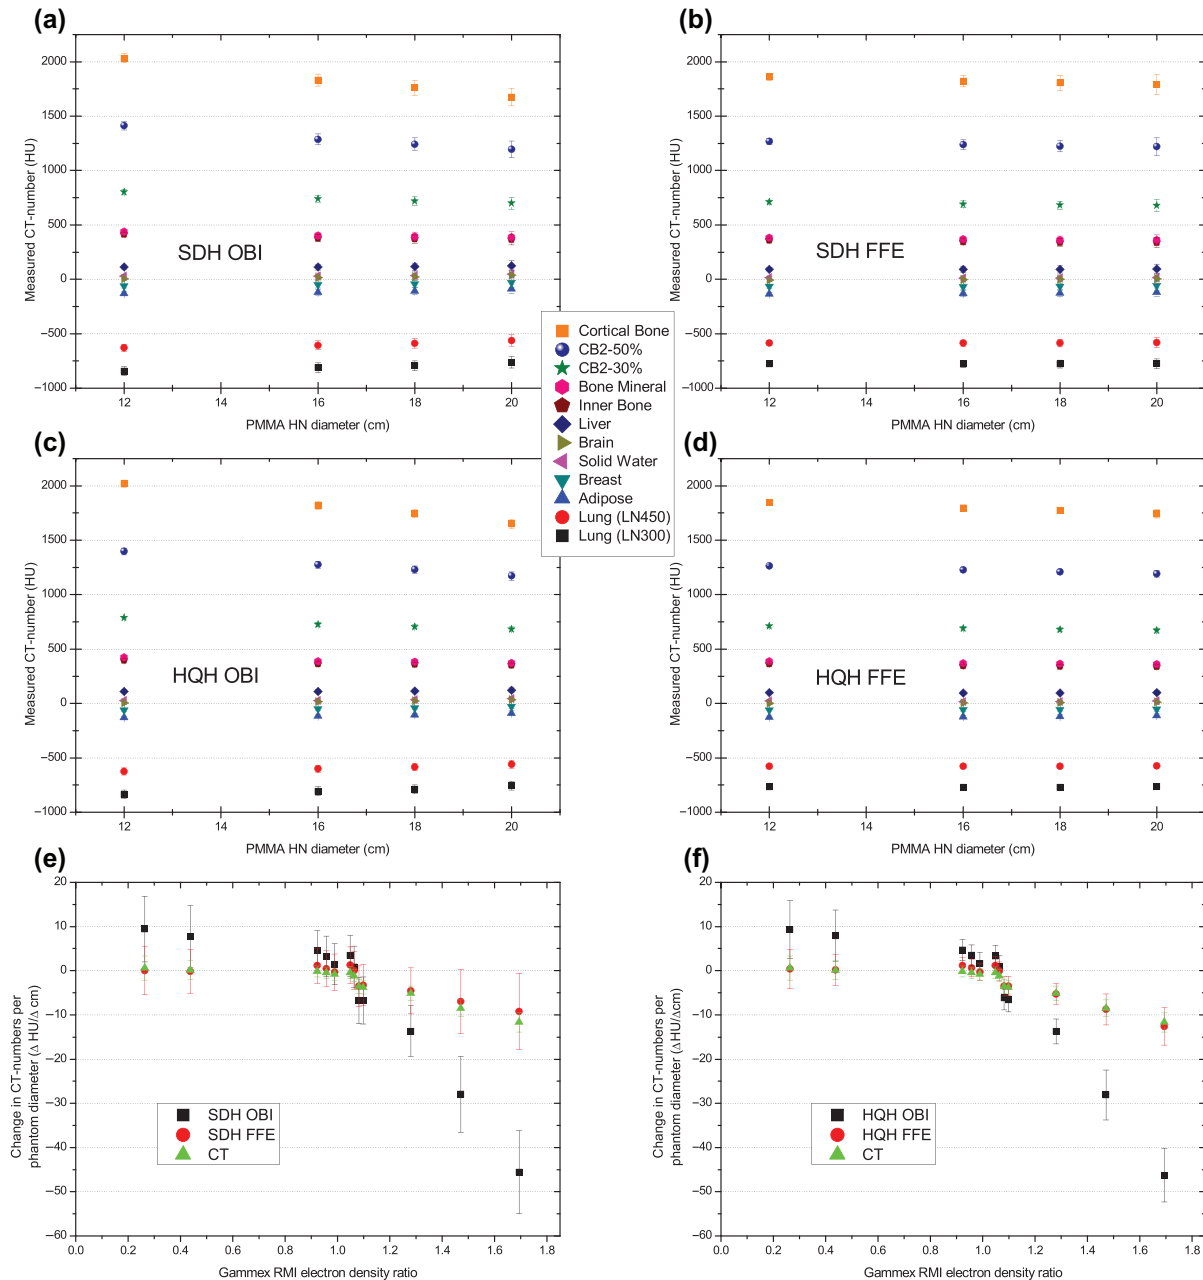 (a)
2000
1500
1000
500
0
−500
−1000
Measured CT-number (HU)
SDH OBI
12
14
16
18
20
PMMA HN diameter (cm)
(b)
2000
1500
1000
500
0
−500
−1000
Measured CT-number (HU)
SDH FFE
12
14
16
18
20
PMMA HN diameter (cm)
Cortical Bone
CB2-50%
CB2-30%
Bone Mineral
Inner Bone
Liver
Brain
Solid Water
Breast
Adipose
Lung (LN450)
Lung (LN300)
(c)
2000
1500
1000
500
0
−500
−1000
Measured CT-number (HU)
HQH OBI
12
14
16
18
20
PMMA HN diameter (cm)
(d)
2000
1500
1000
500
0
−500
−1000
Measured CT-number (HU)
HQH FFE
12
14
16
18
20
PMMA HN diameter (cm)
(e)
20
10
0
−10
−20
−30
−40
−50
−60
Change in CT-numbers per
phantom diameter (Δ HU/Δ cm)
SDH OBI
SDH FFE
CT
0.0
0.2
0.4
0.6
0.8
1.0
1.2
1.4
1.6
1.8
Gammex RMI electron density ratio
(f)
20
10
0
−10
−20
−30
−40
−50
−60
Change in CT-numbers per
phantom diameter (ΔHU/Δcm)
HQH OBI
HQH FFE
CT
0.0
0.2
0.4
0.6
0.8
1.0
1.2
1.4
1.6
1.8
Gammex RMI electron density ratio